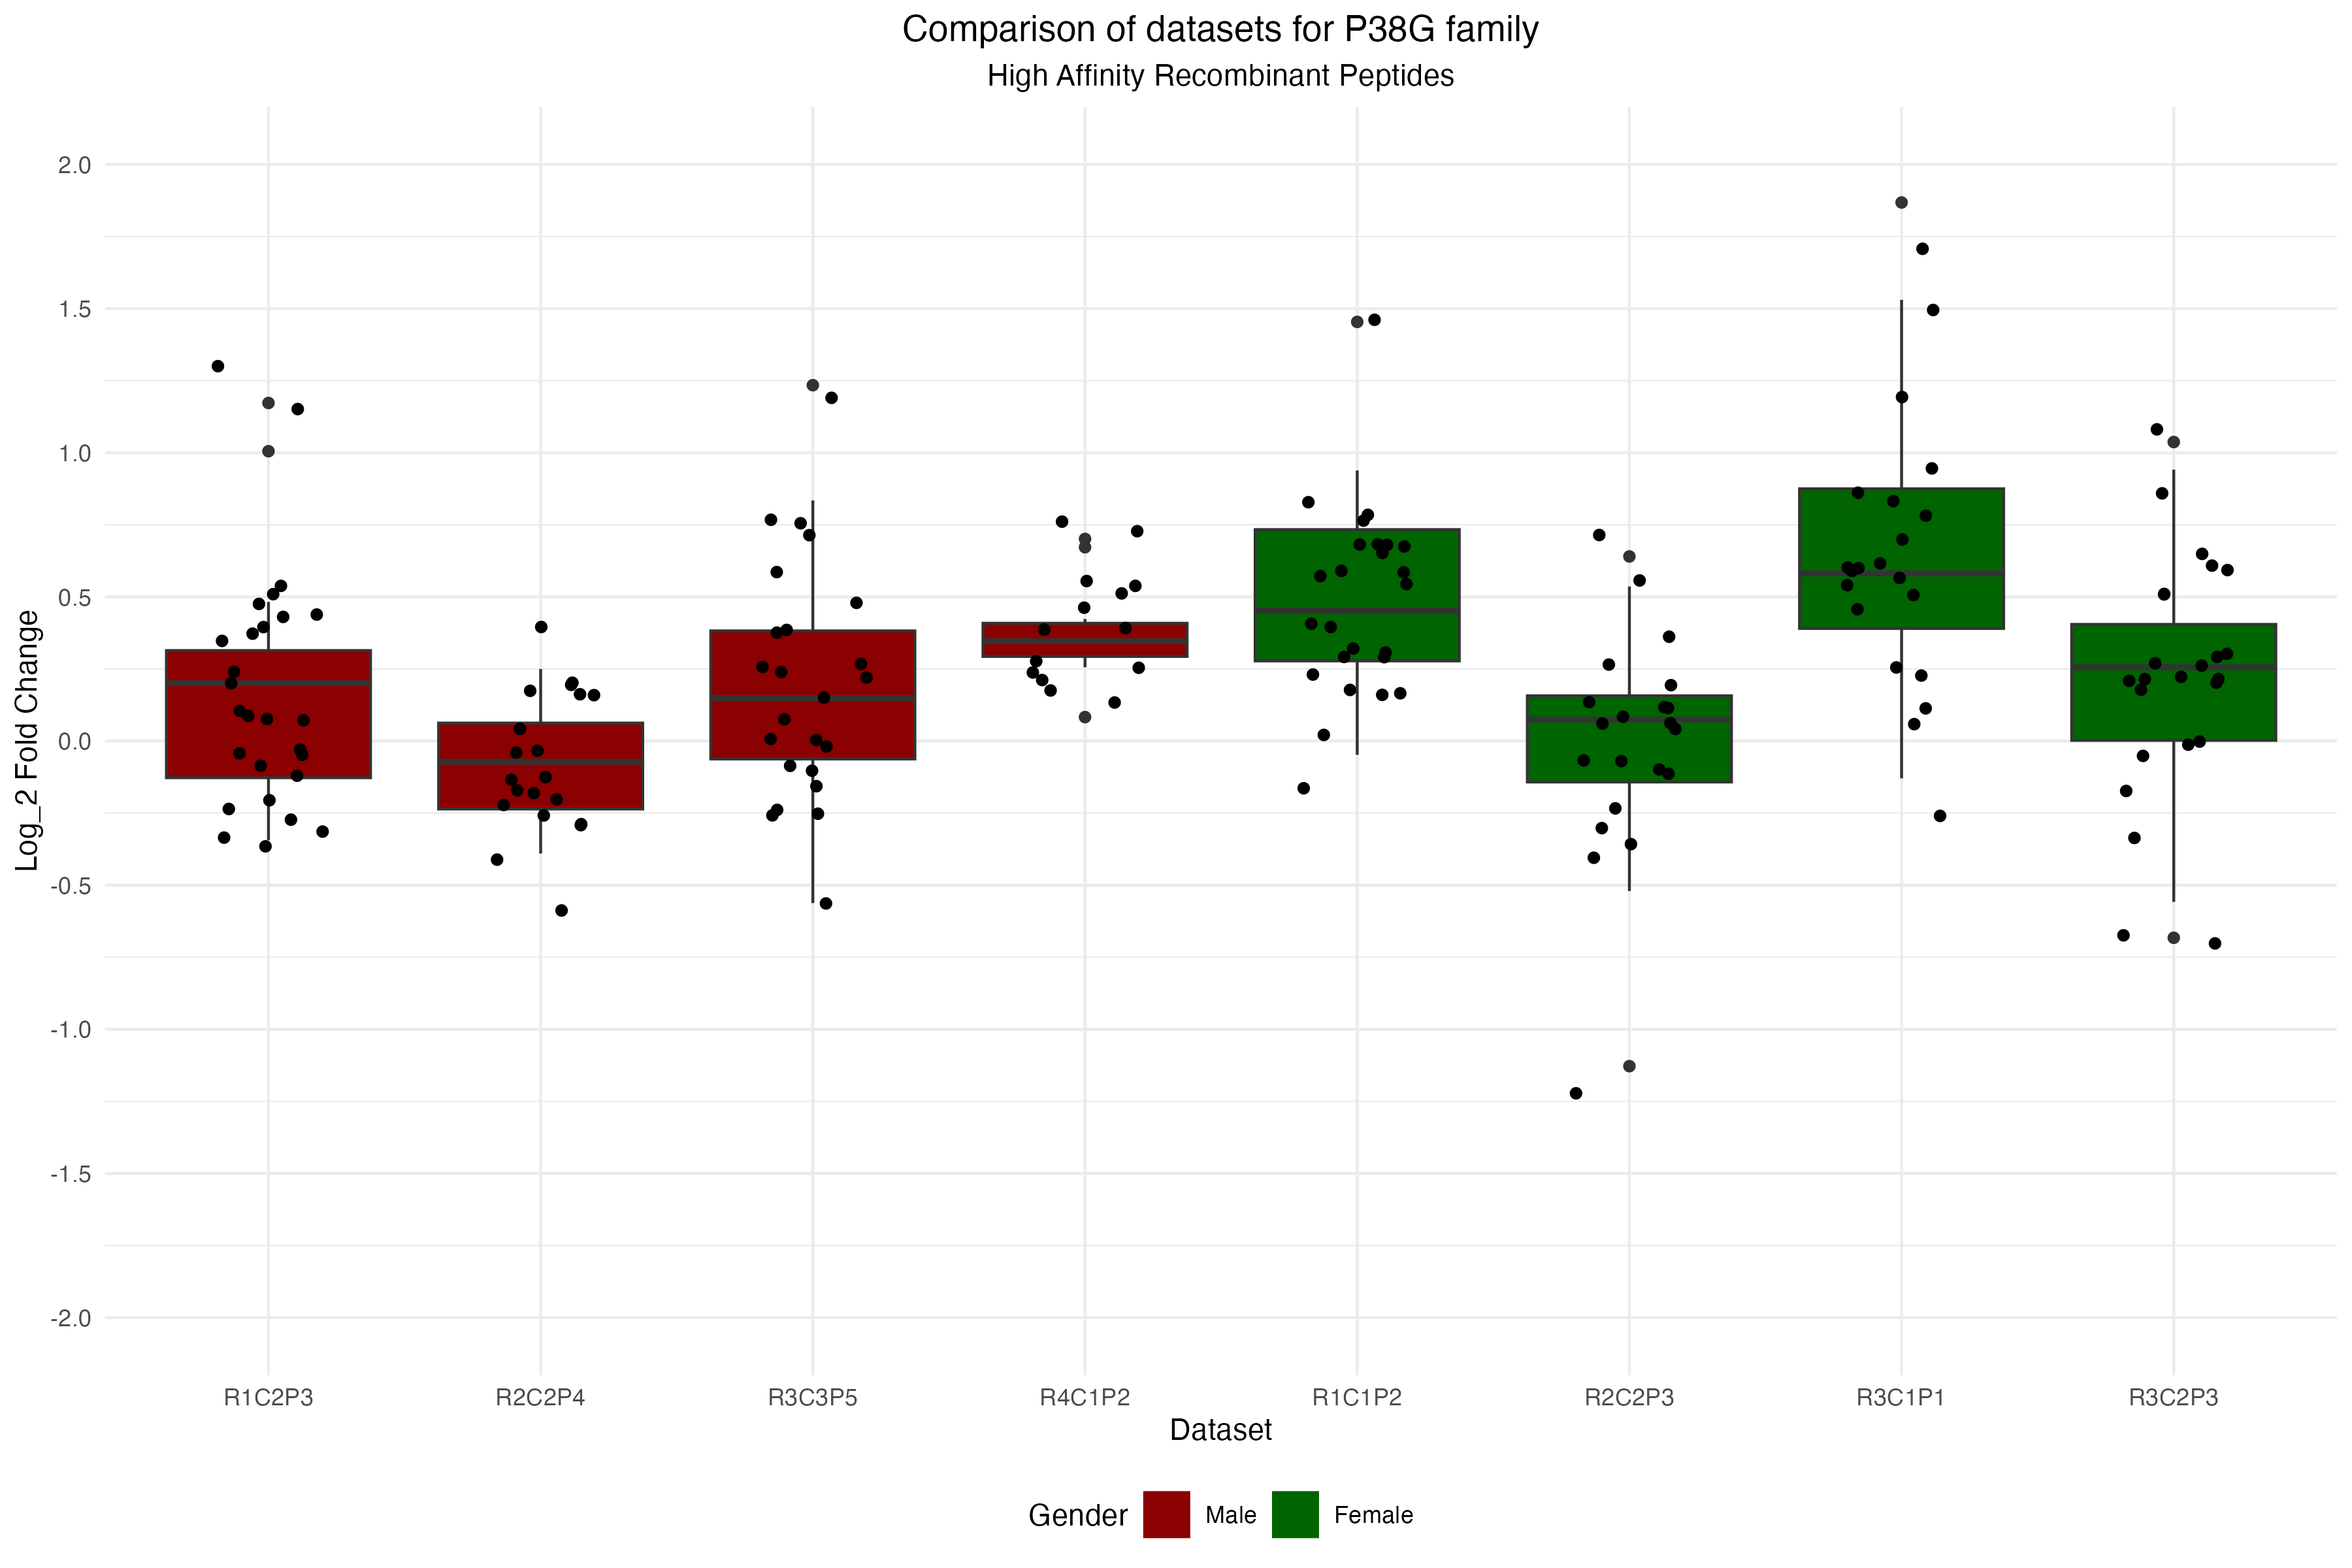 Comparison of datasets for P38G family
High Affinity Recombinant Peptides
Log_2 Fold Change
2.0
1.5
1.0
0.5
0.0
-0.5
-1.0
-1.5
-2.0
R1C2P3 R2C2P4 R3C3P5 R4C1P2 R1C1P2 R2C2P3 R3C1P1 R3C2P3
Dataset
Gender Male Female